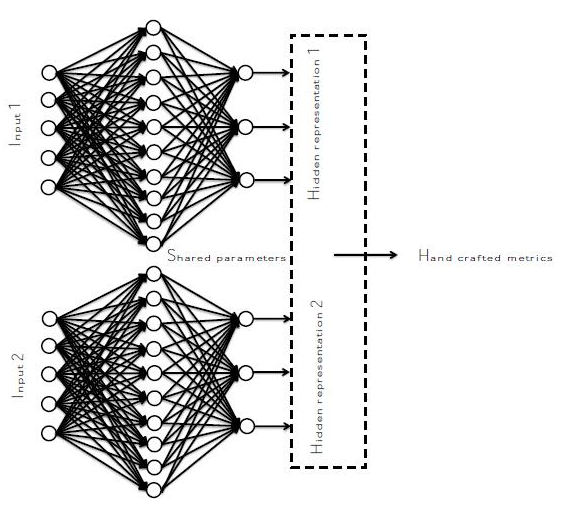 Input 1
Hidden representation 1
Shared parameters
Hand crafted metrics
Input 2
Hidden representation 2